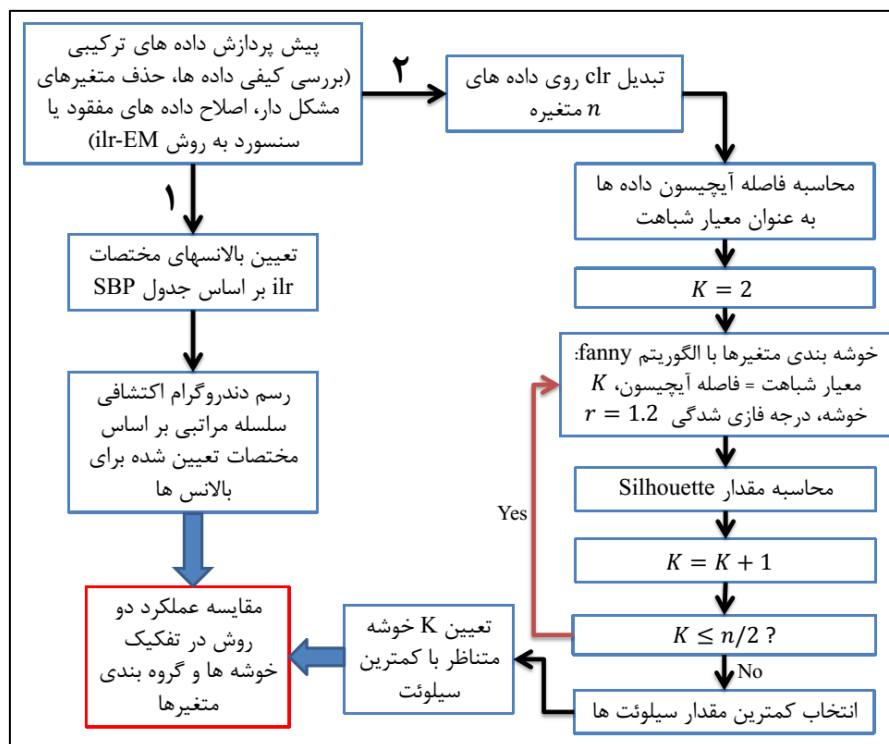 پیش پردازش داده های ترکیبی
(بررسی کیفی داده ها، حذف متغیرهای
مشکل دار، اصلاح داده های مفقود یا
سنسورد به روش ilr-EM)
۱
تعیین بالانسهای مختصات
ilr بر اساس جدول SBP
رسم دندروگرام اکتشافی
سلسله مراتبی بر اساس
مختصات تعیین شده برای
بالانس ها
۲
تبدیل clr روی داده های
n متغیره
محاسبه فاصله آیچیسون داده ها
به عنوان معیار شباهت
K = 2
خوشه بندی متغیرها با الگوریتم fanny:
معیار شباهت = فاصله آیچیسون، K
خوشه، درجه فازی شدگی r = 1.2
محاسبه مقدار Silhouette
K = K + 1
K ≤ n/2 ?
Yes
No
انتخاب کمترین مقدار سیلوئت ها
تعیین K خوشه
متناظر با کمترین
سیلوئت
مقایسه عملکرد دو
روش در تفکیک
خوشه ها و گروه بندی
متغیرها